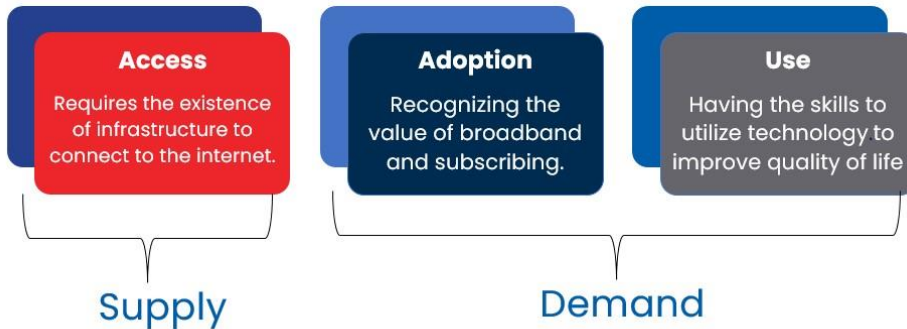 Access
Requires the existence
of infrastructure to
connect to the internet.
Adoption
Recognizing the
value of broadband
and subscribing.
Use
Having the skills to
utilize technology.to
improve quality of life
Supply
Demand